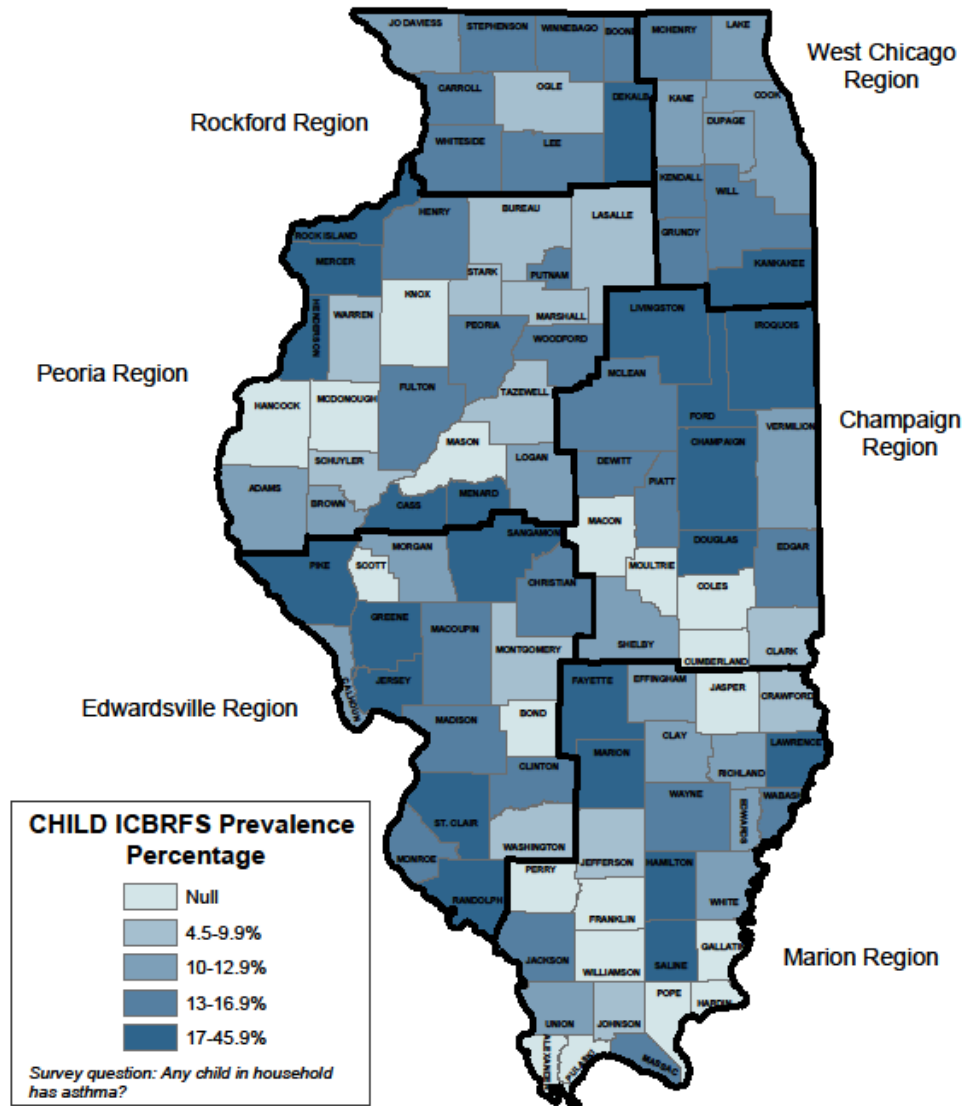 JO DAVIESS
STEPHENSON
WINNEBAGO
BOONE
MCHENRY
LAKE
West Chicago
Region
CARROLL
OGLE
DEKALB
KANE
COOK
DUPAGE
Rockford Region
WHITESIDE
LEE
KENDALL
WILL
GRUNDY
KANKAKEE
HENRY
BUREAU
LASALLE
ROCK ISLAND
MERCER
STARK
PUTNAM
KNOX
HENDERSON
WARREN
MARSHALL
PEORIA
WOODFORD
LIVINGSTON
IROQUOIS
Peoria Region
MCLEAN
FULTON
TAZEWELL
HANCOCK
MCDONOUGH
FORD
VERMILION
Champaign
Region
MASON
CHAMPAIGN
SCHUYLER
LOGAN
DEWITT
ADAMS
BROWN
CASS
MENARD
PIATT
MACON
SANGAMON
DOUGLAS
PIKE
SCOTT
MORGAN
MOULTRIE
EDGAR
CHRISTIAN
COLES
GREENE
MACOUPIN
SHELBY
MONTGOMERY
CUMBERLAND
CLARK
CALHOUN
JERSEY
FAYETTE
EFFINGHAM
JASPER
CRAWFORD
Edwardsville Region
BOND
MADISON
CLAY
MARION
LAWRENCE
RICHLAND
CLINTON
WAYNE
WABASH
EDWARDS
ST. CLAIR
WASHINGTON
JEFFERSON
MONROE
PERRY
HAMILTON
RANDOLPH
WHITE
FRANKLIN
GALLATIN
Marion Region
JACKSON
WILLIAMSON
SALINE
POPE
HARDIN
UNION
JOHNSON
ALEXANDER
PULASKI
MASSAC
CHILD ICBRFS Prevalence
Percentage
Null
4.5-9.9%
10-12.9%
13-16.9%
17-45.9%
Survey question: Any child in household
has asthma?